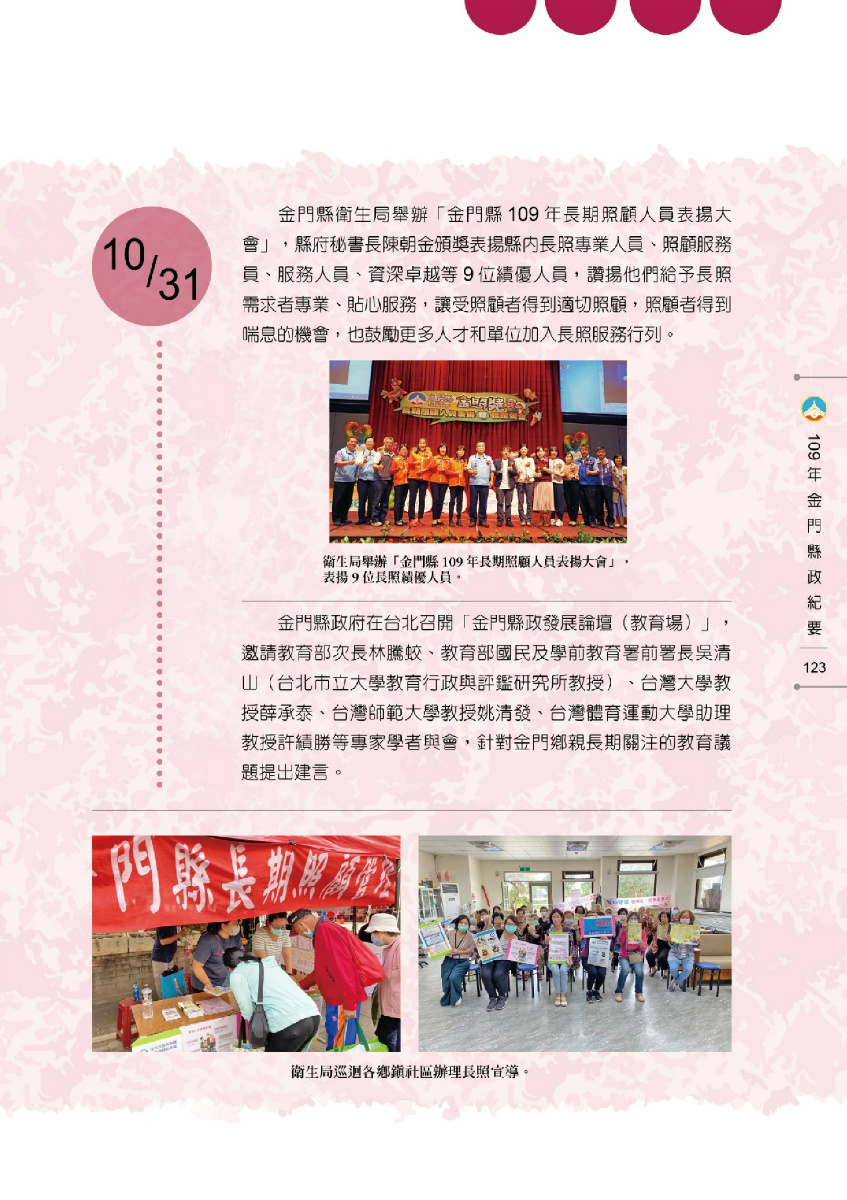 10/31
金門縣衛生局舉辦「金門縣 109 年長期照顧人員表揚大
會」，縣府秘書長陳朝金頒獎表揚縣內長照專業人員、照顧服務
員、服務人員、資深卓越等 9 位績優人員，讚揚他們給予長照
需求者專業、貼心服務，讓受照顧者得到適切照顧，照顧者得到
喘息的機會，也鼓勵更多人才和單位加入長照服務行列。
長期照顧人員表揚
衛生局舉辦「金門縣 109 年長期照顧人員表揚大會」，
表揚 9 位長照績優人員。
金門縣政府在台北召開「金門縣政發展論壇（教育場）」，
邀請教育部次長林騰蛟、教育部國民及學前教育署前署長吳清
山（台北市立大學教育行政與評鑑研究所教授）、台灣大學教
授薛承泰、台灣師範大學教授姚清發、台灣體育運動大學助理
教授許績勝等專家學者與會，針對金門鄉親長期關注的教育議
題提出建言。
門縣長期照顧管理
衛生局巡迴各鄉鎮社區辦理長照宣導。
109年金門縣政紀要
123